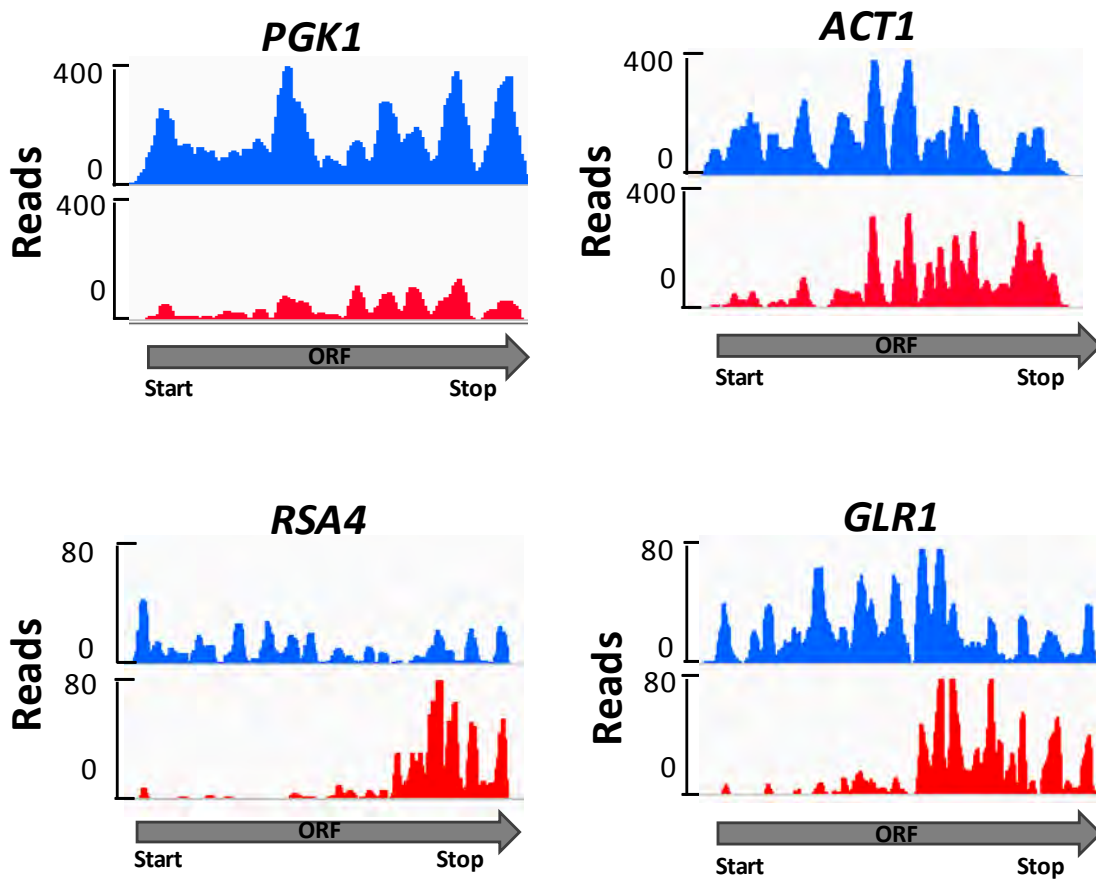 PGK1
400
0
400
0
Reads
ORF
Start Stop
ACT1
400
0
400
0
Reads
ORF
Start Stop
RSA4
80
0
80
0
Reads
ORF
Start Stop
GLR1
80
0
80
0
Reads
ORF
Start Stop